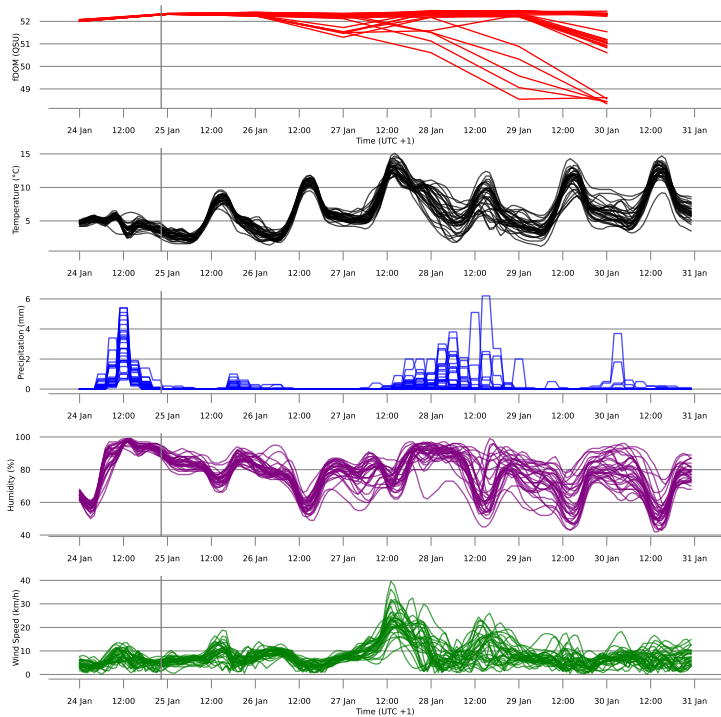 52
51
50
49
fDOM (QSU)
24 Jan 12:00 25 Jan 12:00 26 Jan 12:00 27 Jan 12:00 28 Jan 12:00 29 Jan 12:00 30 Jan 12:00 31 Jan
Time (UTC +1)
15
10
5
Temperature (°C)
24 Jan 12:00 25 Jan 12:00 26 Jan 12:00 27 Jan 12:00 28 Jan 12:00 29 Jan 12:00 30 Jan 12:00 31 Jan
6
4
2
0
Precipitation (mm)
24 Jan 12:00 25 Jan 12:00 26 Jan 12:00 27 Jan 12:00 28 Jan 12:00 29 Jan 12:00 30 Jan 12:00 31 Jan
100
80
60
40
Humidity (%)
24 Jan 12:00 25 Jan 12:00 26 Jan 12:00 27 Jan 12:00 28 Jan 12:00 29 Jan 12:00 30 Jan 12:00 31 Jan
40
30
20
10
0
Wind Speed (km/h)
24 Jan 12:00 25 Jan 12:00 26 Jan 12:00 27 Jan 12:00 28 Jan 12:00 29 Jan 12:00 30 Jan 12:00 31 Jan
Time (UTC +1)